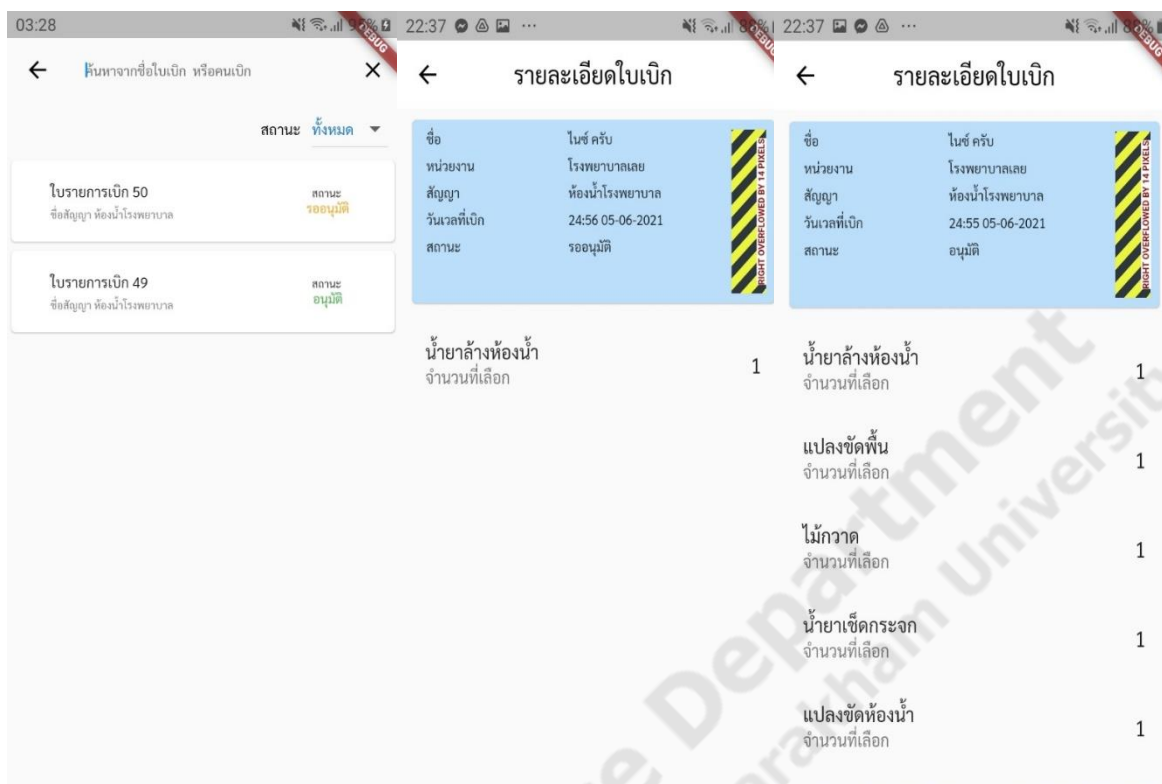 03:28
ค้นหาจากชื่อใบเบิก หรือคนเบิก
สถานะ ทั้งหมด
ใบรายการเบิก 50
ชื่อสัญญา ห้องน้ำโรงพยาบาล
สถานะ
รออนุมัติ
ใบรายการเบิก 49
ชื่อสัญญา ห้องน้ำโรงพยาบาล
สถานะ
อนุมัติ
22:37
DEBUG
รายละเอียดใบเบิก
ชื่อ ไนซ์ ครับ
หน่วยงาน โรงพยาบาลเลย
สัญญา ห้องน้ำโรงพยาบาล
วันเวลาที่เบิก 24:56 05-06-2021
สถานะ รออนุมัติ
RIGHT OVERFLOWED BY 14 PIXELS
น้ำยาล้างห้องน้ำ
จำนวนที่เลือก
1
22:37
DEBUG
รายละเอียดใบเบิก
ชื่อ ไนซ์ ครับ
หน่วยงาน โรงพยาบาลเลย
สัญญา ห้องน้ำโรงพยาบาล
วันเวลาที่เบิก 24:55 05-06-2021
สถานะ อนุมัติ
RIGHT OVERFLOWED BY 14 PIXELS
น้ำยาล้างห้องน้ำ
จำนวนที่เลือก
1
แปลงขัดพื้น
จำนวนที่เลือก
1
ไม้กวาด
จำนวนที่เลือก
1
น้ำยาเช็ดกระจก
จำนวนที่เลือก
1
แปลงขัดห้องน้ำ
จำนวนที่เลือก
1